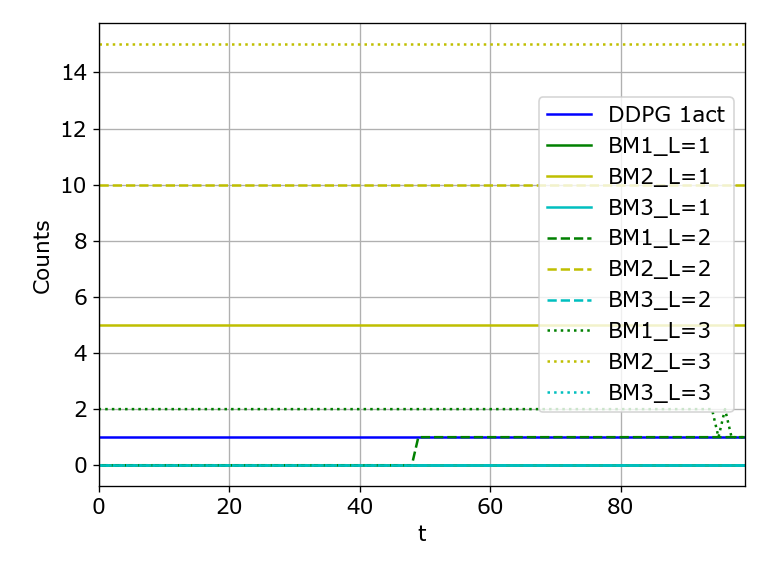 14
12
10
8
6
4
2
0
Counts
DDPG 1act
BM1_L=1
BM2_L=1
BM3_L=1
BM1_L=2
BM2_L=2
BM3_L=2
BM1_L=3
BM2_L=3
BM3_L=3
0 20 40 60 80
t